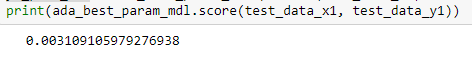 print(ada_best_param_mdl.score(test_data_x1, test_data_y1))
0.003109105979276938